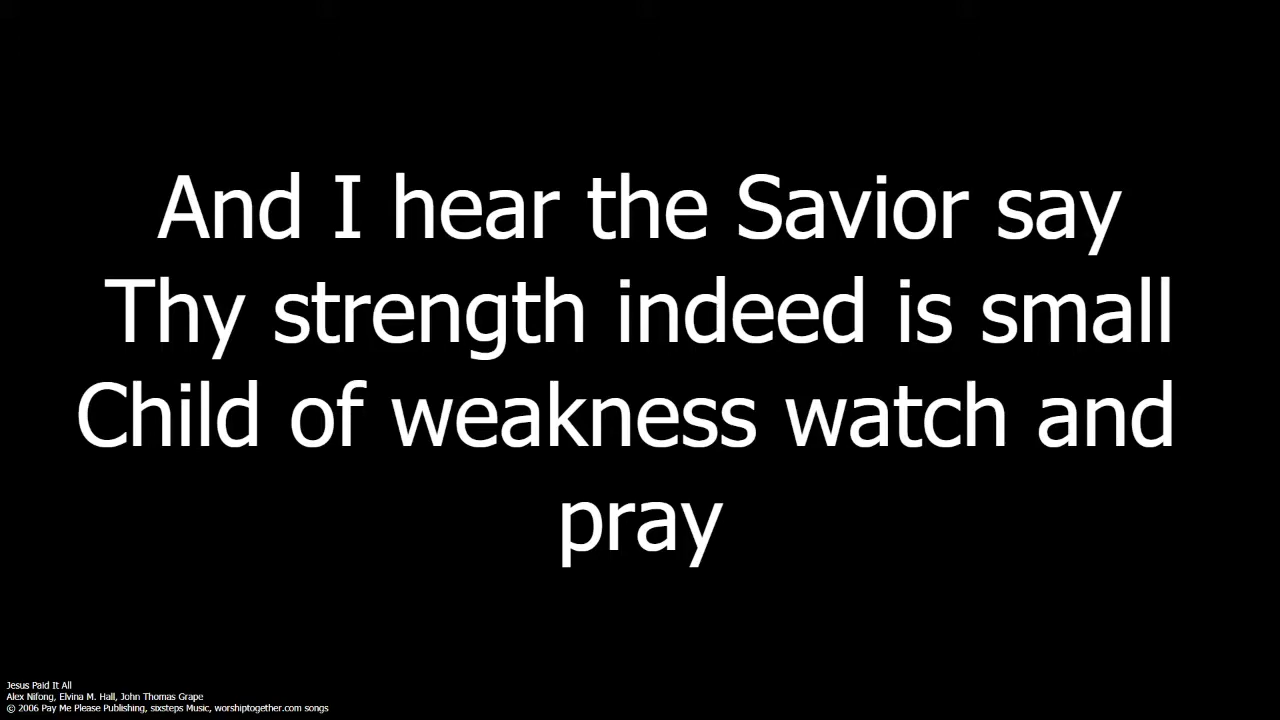 And I hear the Savior say
Thy strength indeed is small
Child of weakness watch and
pray
Jesus Paid It All
Alex Nifong, Elvina M. Hall, John Thomas Grape
© 2006 Pay Me Please Publishing, sixsteps Music, worshiptogether.com songs